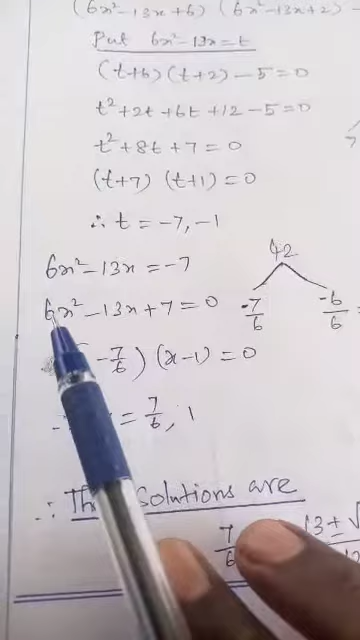 (6x²-13x+6) (6x²-13x+2) -
Put 6x²-13x=t
(t+6) (t+2) -5=0
t²+2t+6t+12-5=0
t²+8t+7=0
(t+7) (t+1) =0
∴ t = -7, -1
6x²-13x = -7
42
6x²-13x+7=0
-7/6 -6/6 =
-7/6) (x-1) =0
= 7/6, 1
∴ The Solutions are
7/6 13±√